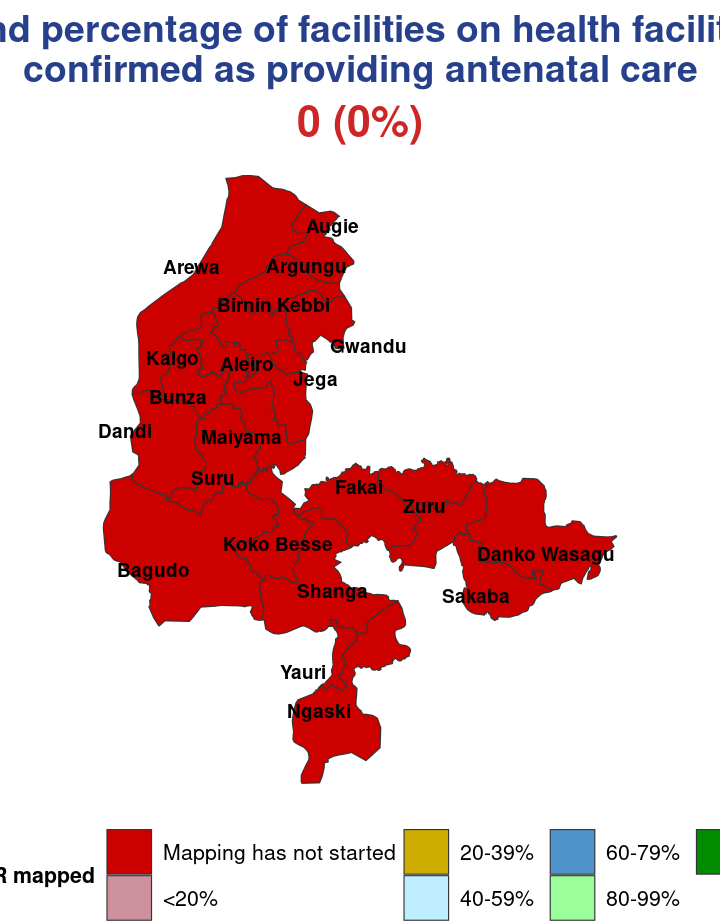 percentage of facilities on health
confirmed as providing antenatal care
0 (0%)
Augie
Arewa
Argungu
Birnin Kebbi
Gwandu
Kalgo
Aleiro
Jega
Bunza
Dandi
Maiyama
Suru
Fakai
Zuru
Koko Besse
Danko Wasagu
Bagudo
Shanga
Sakaba
Yauri
Ngaski
mapped
Mapping has not started
20-39%
60-79%
<20%
40-59%
80-99%